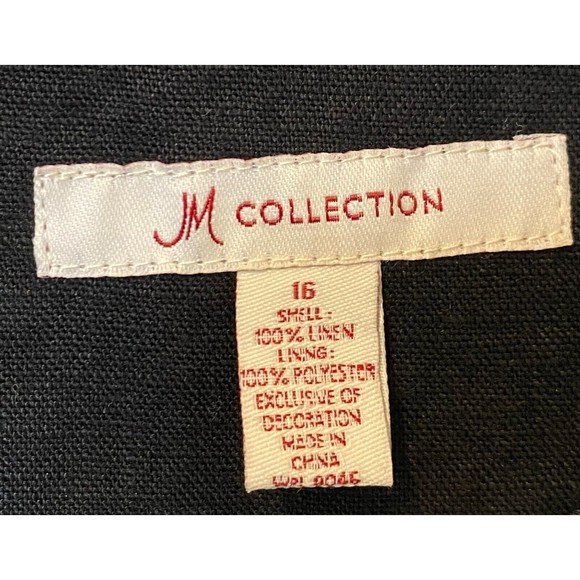 JM COLLECTION
16
SHELL:
100% LINEN
LINING:
100% POLYESTER
EXCLUSIVE OF
DECORATION
MADE IN
CHINA